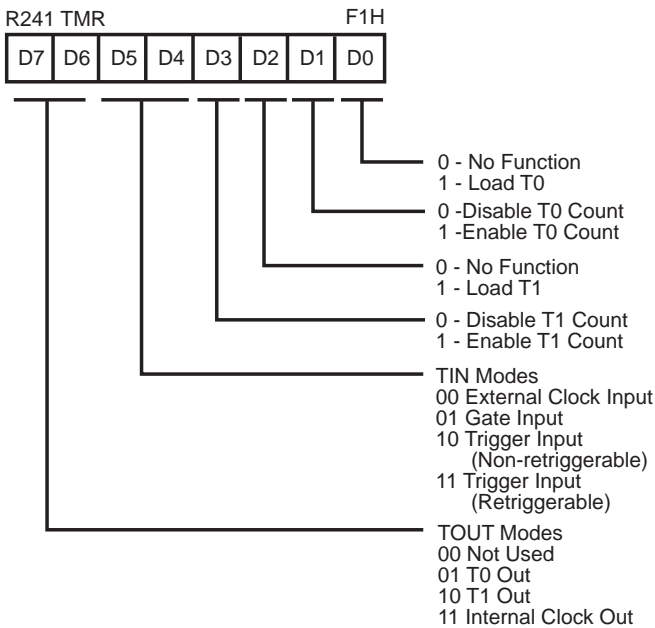 R241 TMR F1H
D7 D6 D5 D4 D3 D2 D1 D0
0 - No Function
1 - Load T0
0 -Disable T0 Count
1 -Enable T0 Count
0 - No Function
1 - Load T1
0 - Disable T1 Count
1 - Enable T1 Count
TIN Modes
00 External Clock Input
01 Gate Input
10 Trigger Input
(Non-retriggerable)
11 Trigger Input
(Retriggerable)
TOUT Modes
00 Not Used
01 T0 Out
10 T1 Out
11 Internal Clock Out